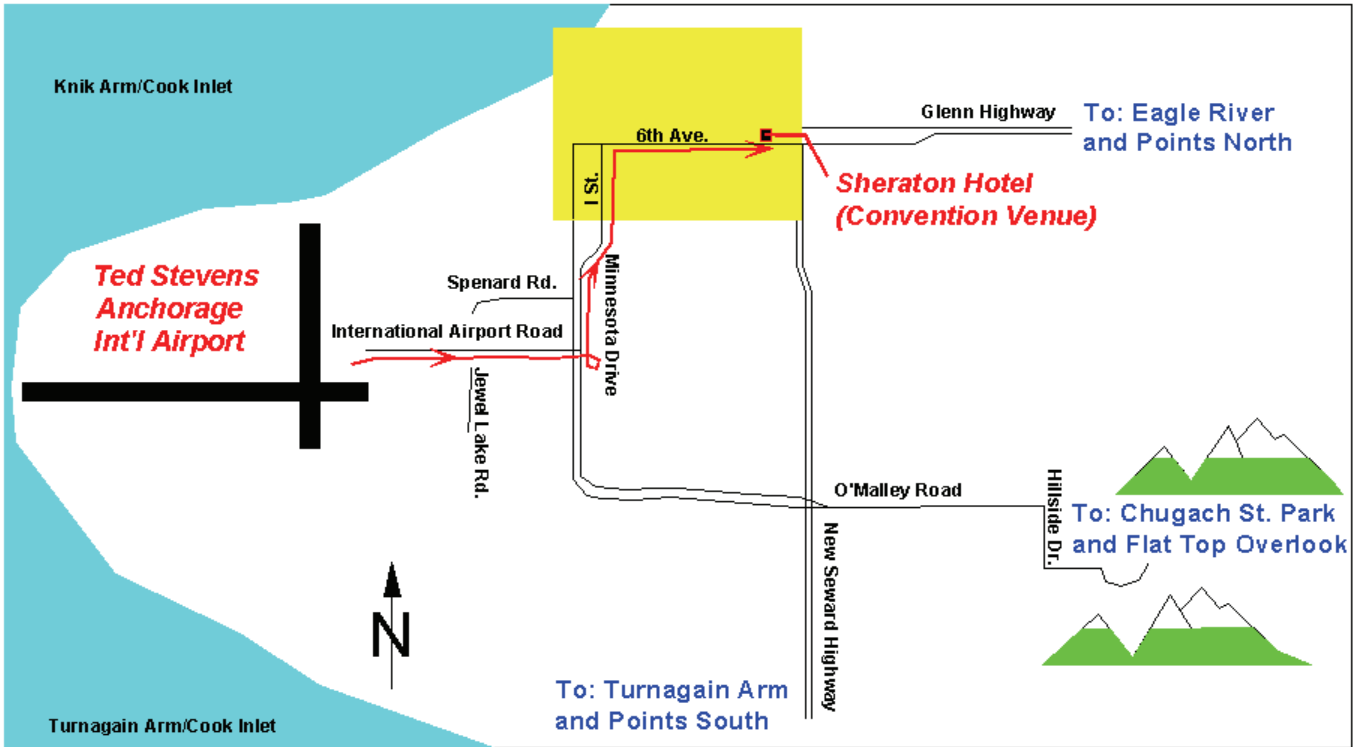 Knik Arm/Cook Inlet
Glenn Highway
To: Eagle River
and Points North
6th Ave.
Sheraton Hotel
(Convention Venue)
I St.
Ted Stevens
Anchorage
Int'l Airport
Spenard Rd.
International Airport Road
Minnesota Drive
Jewel Lake Rd.
O'Malley Road
Hillside Dr.
To: Chugach St. Park
and Flat Top Overlook
New Seward Highway
N
To: Turnagain Arm
and Points South
Turnagain Arm/Cook Inlet